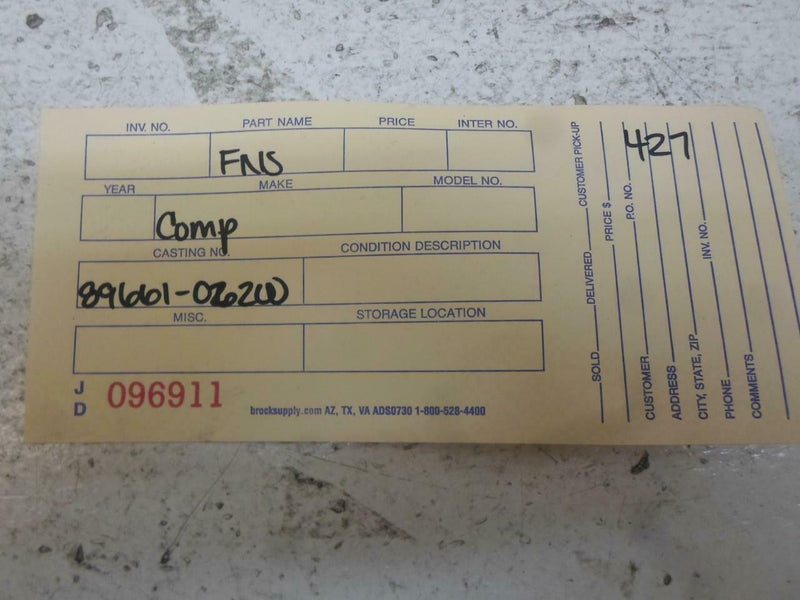 INV. NO. PART NAME PRICE INTER NO.
FNS
YEAR MAKE MODEL NO.
Comp
CASTING NO. CONDITION DESCRIPTION
89661-0262W
MISC. STORAGE LOCATION
J D 096911
brocksupply.com AZ, TX, VA ADS0730 1-800-528-4400
SOLD DELIVERED CUSTOMER PICK-UP
PRICE $
P.O. NO.
427
CUSTOMER
ADDRESS
CITY, STATE, ZIP INV. NO.
PHONE
COMMENTS